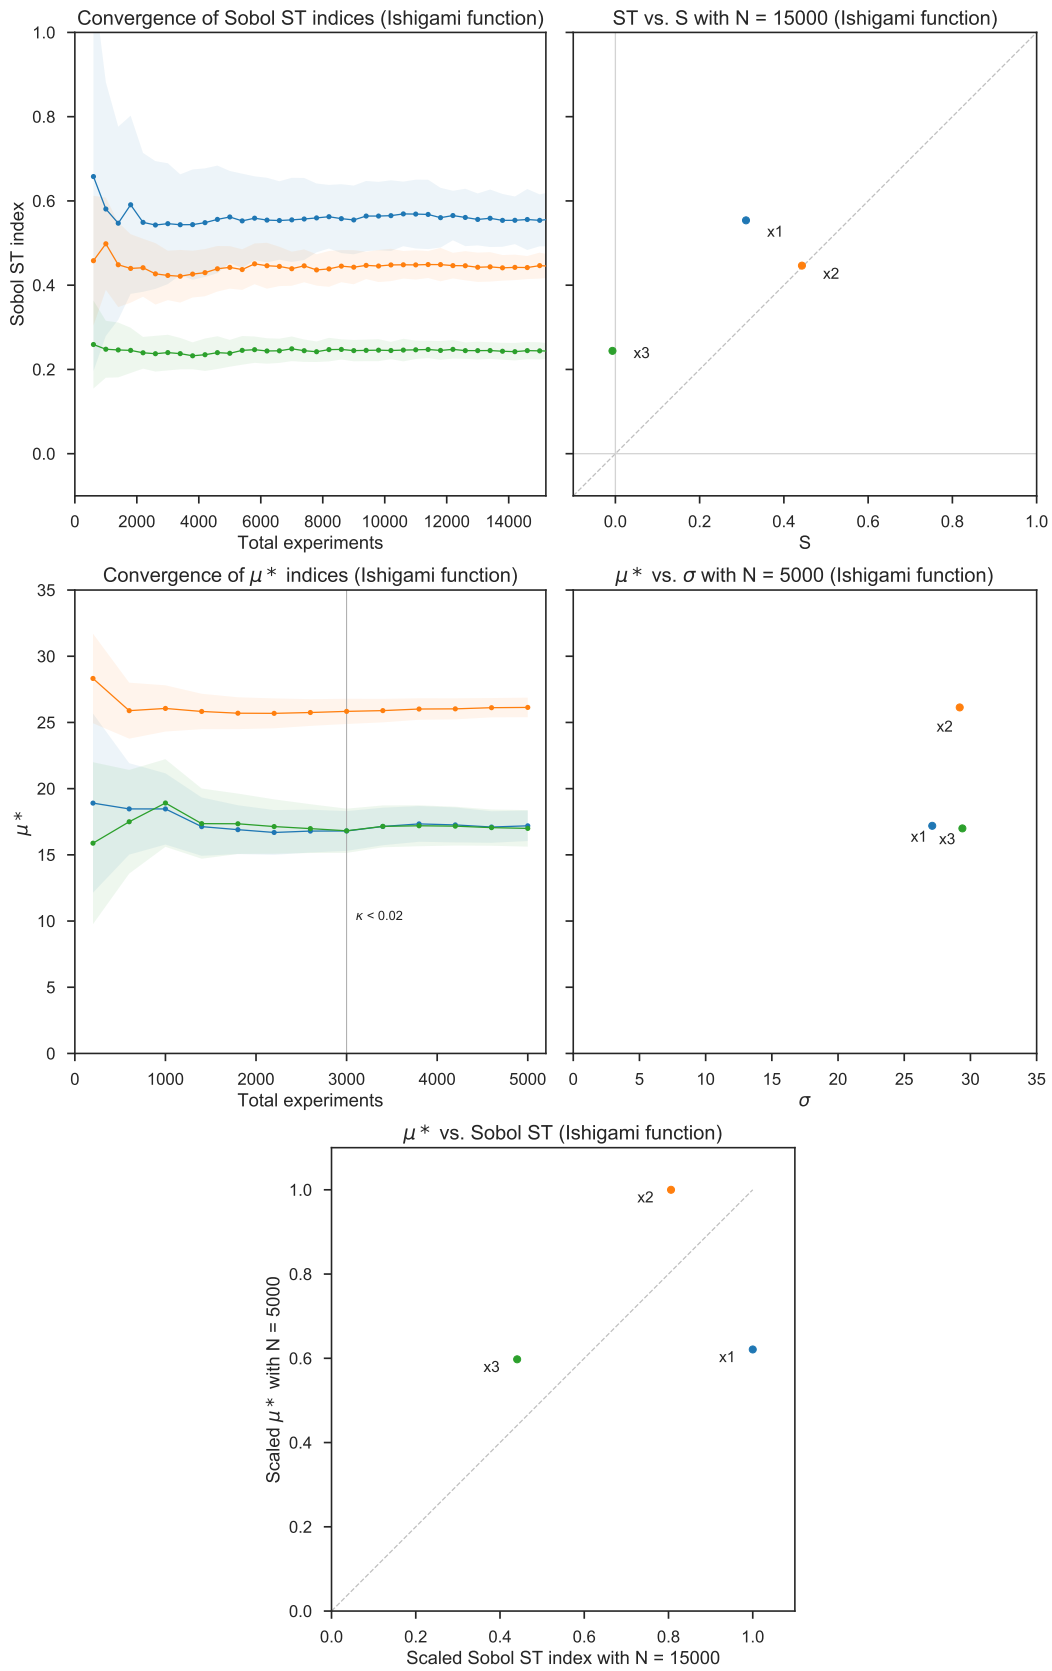 Convergence of Sobol ST indices (Ishigami function)
1.0
0.8
0.6
0.4
0.2
0.0
Sobol ST index
0 2000 4000 6000 8000 10000 12000 14000
Total experiments
ST vs. S with N = 15000 (Ishigami function)
x1
x2
x3
0.0 0.2 0.4 0.6 0.8 1.0
S
Convergence of μ* indices (Ishigami function)
35
30
25
20
15
10
5
0
μ*
κ < 0.02
0 1000 2000 3000 4000 5000
Total experiments
μ* vs. σ with N = 5000 (Ishigami function)
x2
x1 x3
0 5 10 15 20 25 30 35
σ
μ* vs. Sobol ST (Ishigami function)
1.0
0.8
0.6
0.4
0.2
0.0
Scaled μ* with N = 5000
x2
x1
x3
0.0 0.2 0.4 0.6 0.8 1.0
Scaled Sobol ST index with N = 15000